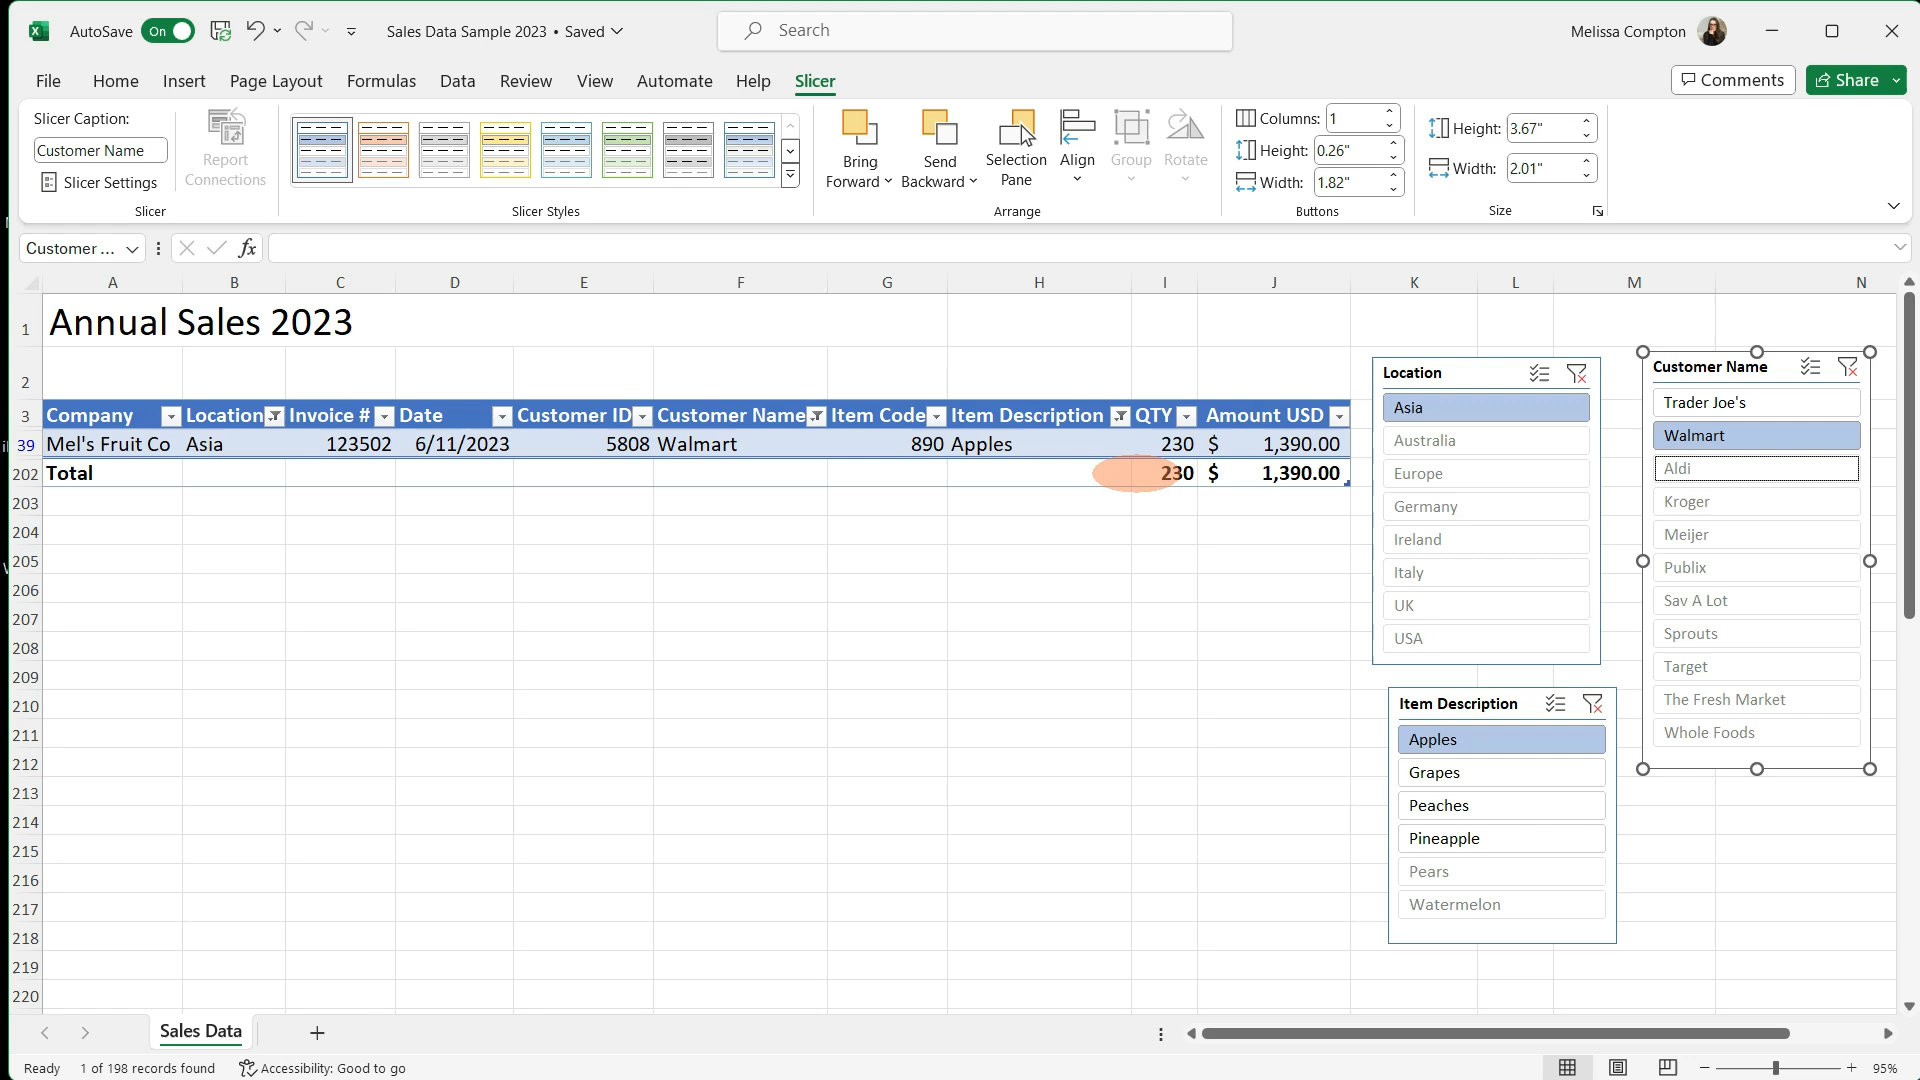 AutoSave On Sales Data Sample 2023 • Saved Search Melissa Compton
File Home Insert Page Layout Formulas Data Review View Automate Help Slicer Comments Share
Slicer Caption:
Customer Name
Slicer Settings
Report
Connections
Slicer
Slicer Styles
Bring
Forward
Send
Backward
Selection
Pane
Align
Group
Rotate
Arrange
Columns: 1
Height: 0.26"
Width: 1.82"
Buttons
Height: 3.67"
Width: 2.01"
Size
Customer ... fx
A B C D E F G H I J K L M N
1 Annual Sales 2023
2
3 Company Location Invoice # Date Customer ID Customer Name Item Code Item Description QTY Amount USD
39 Mel's Fruit Co Asia 123502 6/11/2023 5808 Walmart 890 Apples 230 $ 1,390.00
202 Total 230 $ 1,390.00
203
204
205
206
207
208
209
210
211
212
213
214
215
216
217
218
219
220
Location
Asia
Australia
Europe
Germany
Ireland
Italy
UK
USA
Customer Name
Trader Joe's
Walmart
Aldi
Kroger
Meijer
Publix
Sav A Lot
Sprouts
Target
The Fresh Market
Whole Foods
Item Description
Apples
Grapes
Peaches
Pineapple
Pears
Watermelon
Sales Data
Ready 1 of 198 records found Accessibility: Good to go 95%